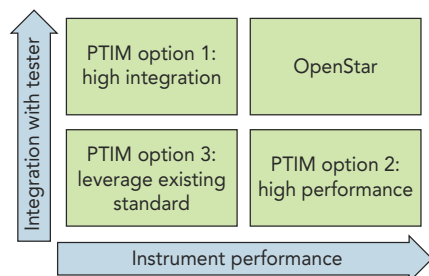 Integration with tester
PTIM option 1:
high integration
OpenStar
PTIM option 3:
leverage existing
standard
PTIM option 2:
high performance
Instrument performance